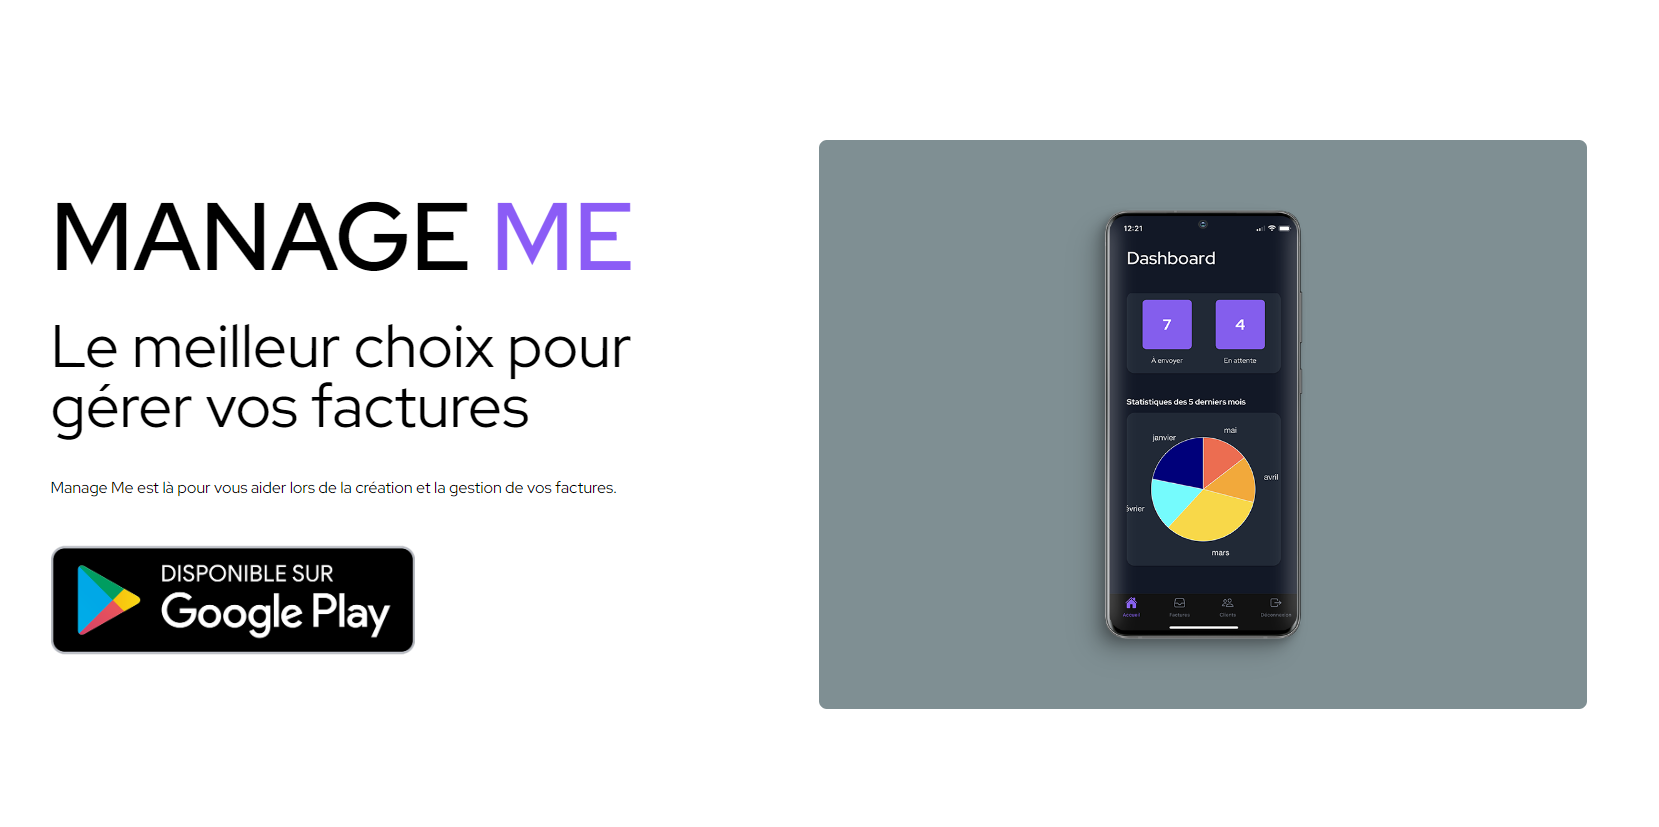 MANAGE ME
Le meilleur choix pour
gérer vos factures
Manage Me est là pour vous aider lors de la création et la gestion de vos factures.
DISPONIBLE SUR
Google Play
12:21
Dashboard
7
4
À envoyer
En attente
Statistiques des 5 derniers mois
janvier
mai
avril
évrier
mars
Accueil
Factures
Clients
Déconnexion